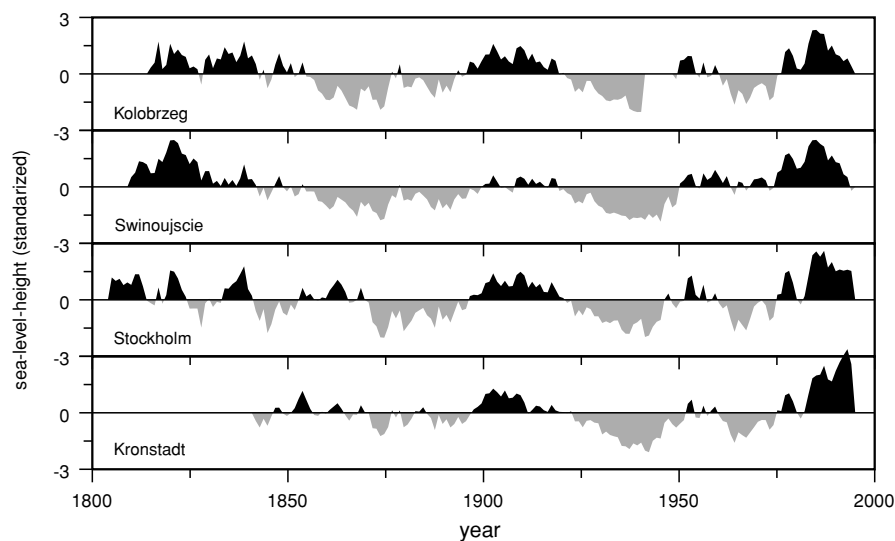 3
0
Kolobrzeg
-3
0
Swinoujscie
-3
0
Stockholm
-3
0
Kronstadt
-3
sea-level-height (standarized)
1800 1850 1900 1950 2000
year